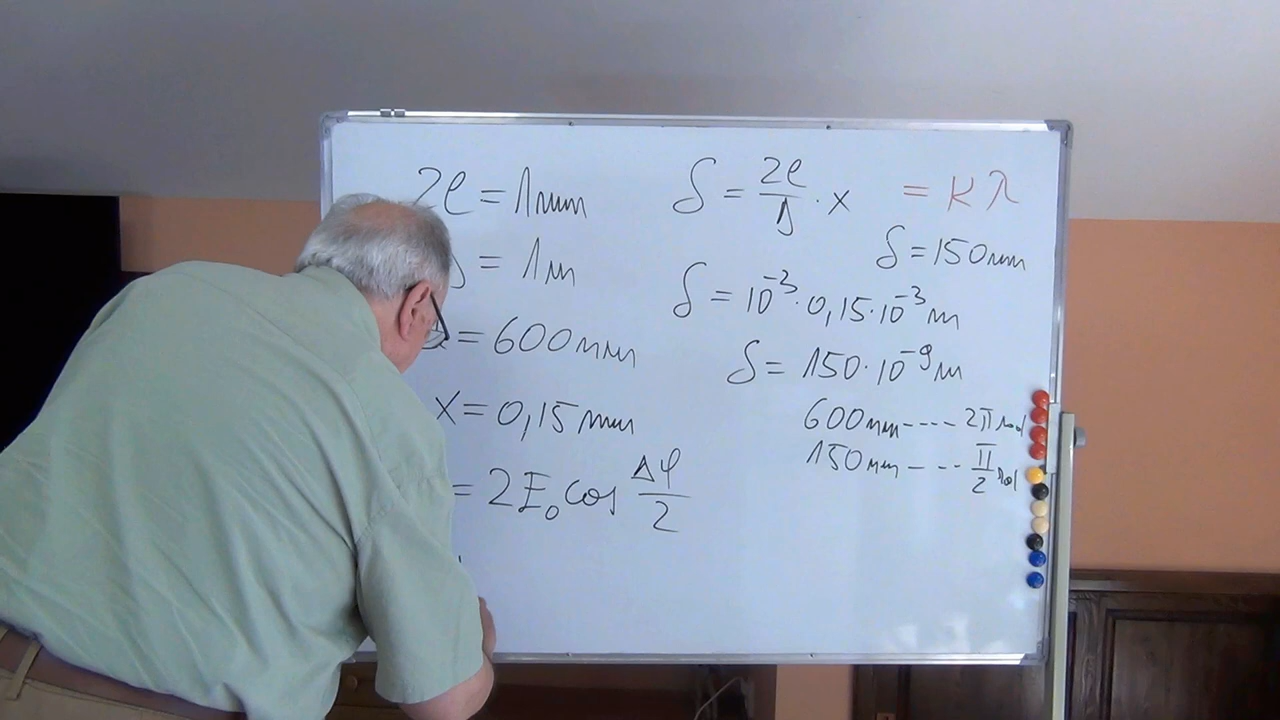 2ℓ = 1mm
= 1m
= 600nm
x = 0,15mm
= 2E₀cos Δφ/2
δ = 2ℓ/D · x = kλ
δ = 150nm
δ = 10⁻³ · 0,15 · 10⁻³ m
δ = 150 · 10⁻⁹ m
600nm ---- 2π rad
150nm --- π/2 rad